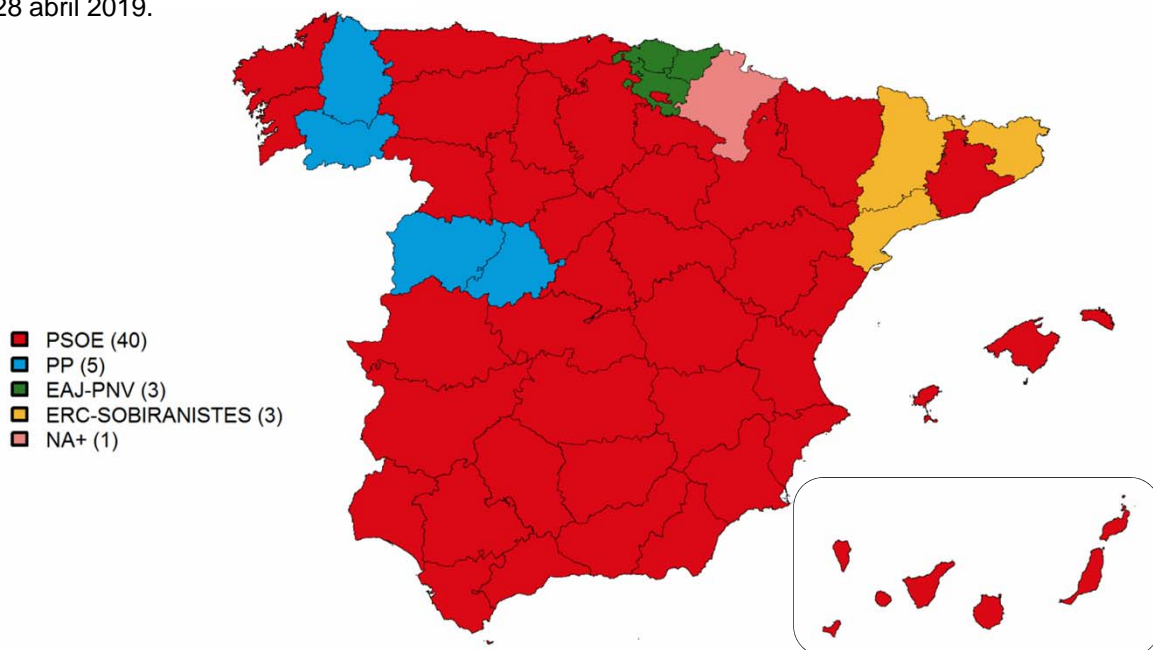 28 abril 2019.
PSOE (40)
PP (5)
EAJ-PNV (3)
ERC-SOBIRANISTES (3)
NA+ (1)